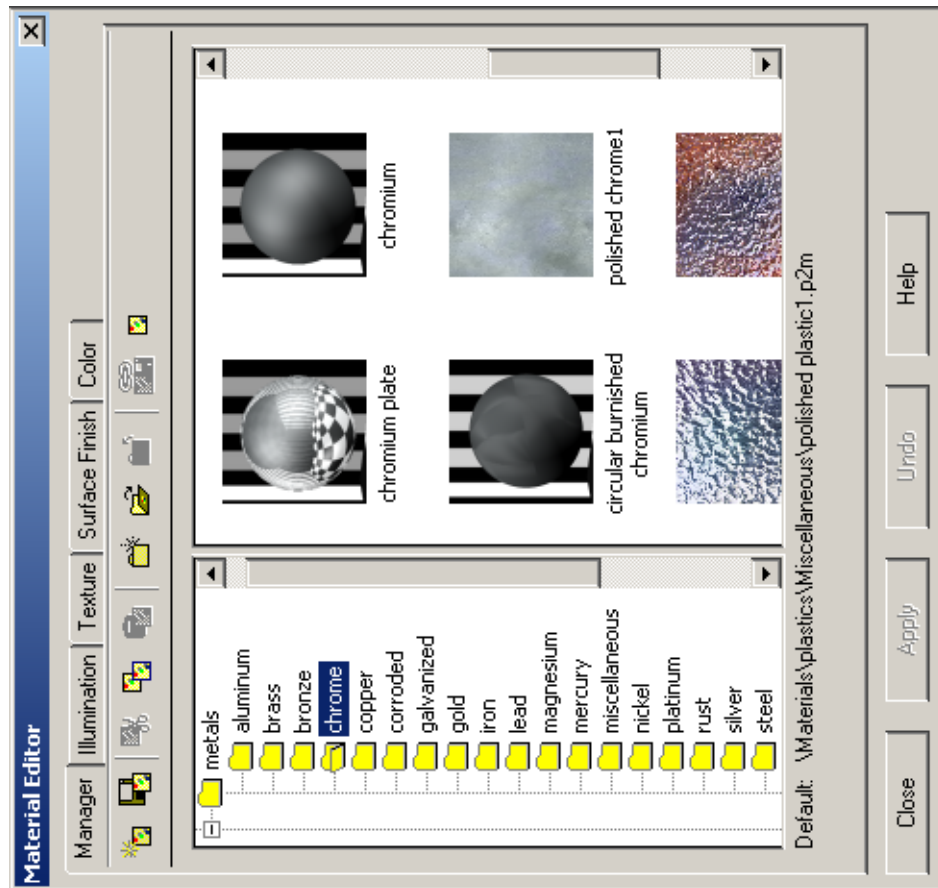 Material Editor
Manager
Illumination
Texture
Surface Finish
Color
metals
aluminum
brass
bronze
chrome
copper
corroded
galvanized
gold
iron
lead
magnesium
mercury
miscellaneous
nickel
platinum
rust
silver
steel
chromium plate
chromium
circular burnished
chromium
polished chrome1
Default: \Materials\plastics\Miscellaneous\polished plastic1.p2m
Close
Apply
Undo
Help